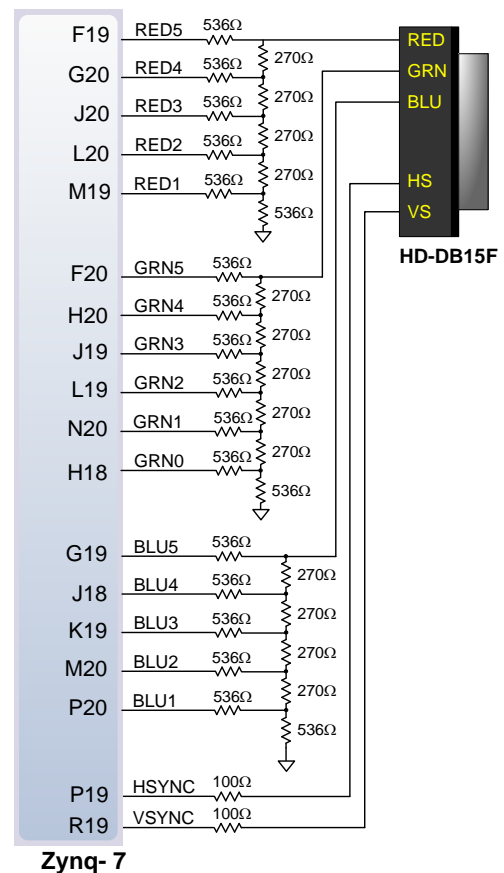 F19 RED5 536Ω RED
270Ω
G20 RED4 536Ω GRN
270Ω
J20 RED3 536Ω BLU
270Ω
L20 RED2 536Ω
270Ω
M19 RED1 536Ω HS
536Ω VS
HD-DB15F
F20 GRN5 536Ω
270Ω
H20 GRN4 536Ω
270Ω
J19 GRN3 536Ω
270Ω
L19 GRN2 536Ω
270Ω
N20 GRN1 536Ω
270Ω
H18 GRN0 536Ω
536Ω
G19 BLU5 536Ω
270Ω
J18 BLU4 536Ω
270Ω
K19 BLU3 536Ω
270Ω
M20 BLU2 536Ω
270Ω
P20 BLU1 536Ω
536Ω
P19 HSYNC 100Ω
R19 VSYNC 100Ω
Zynq- 7